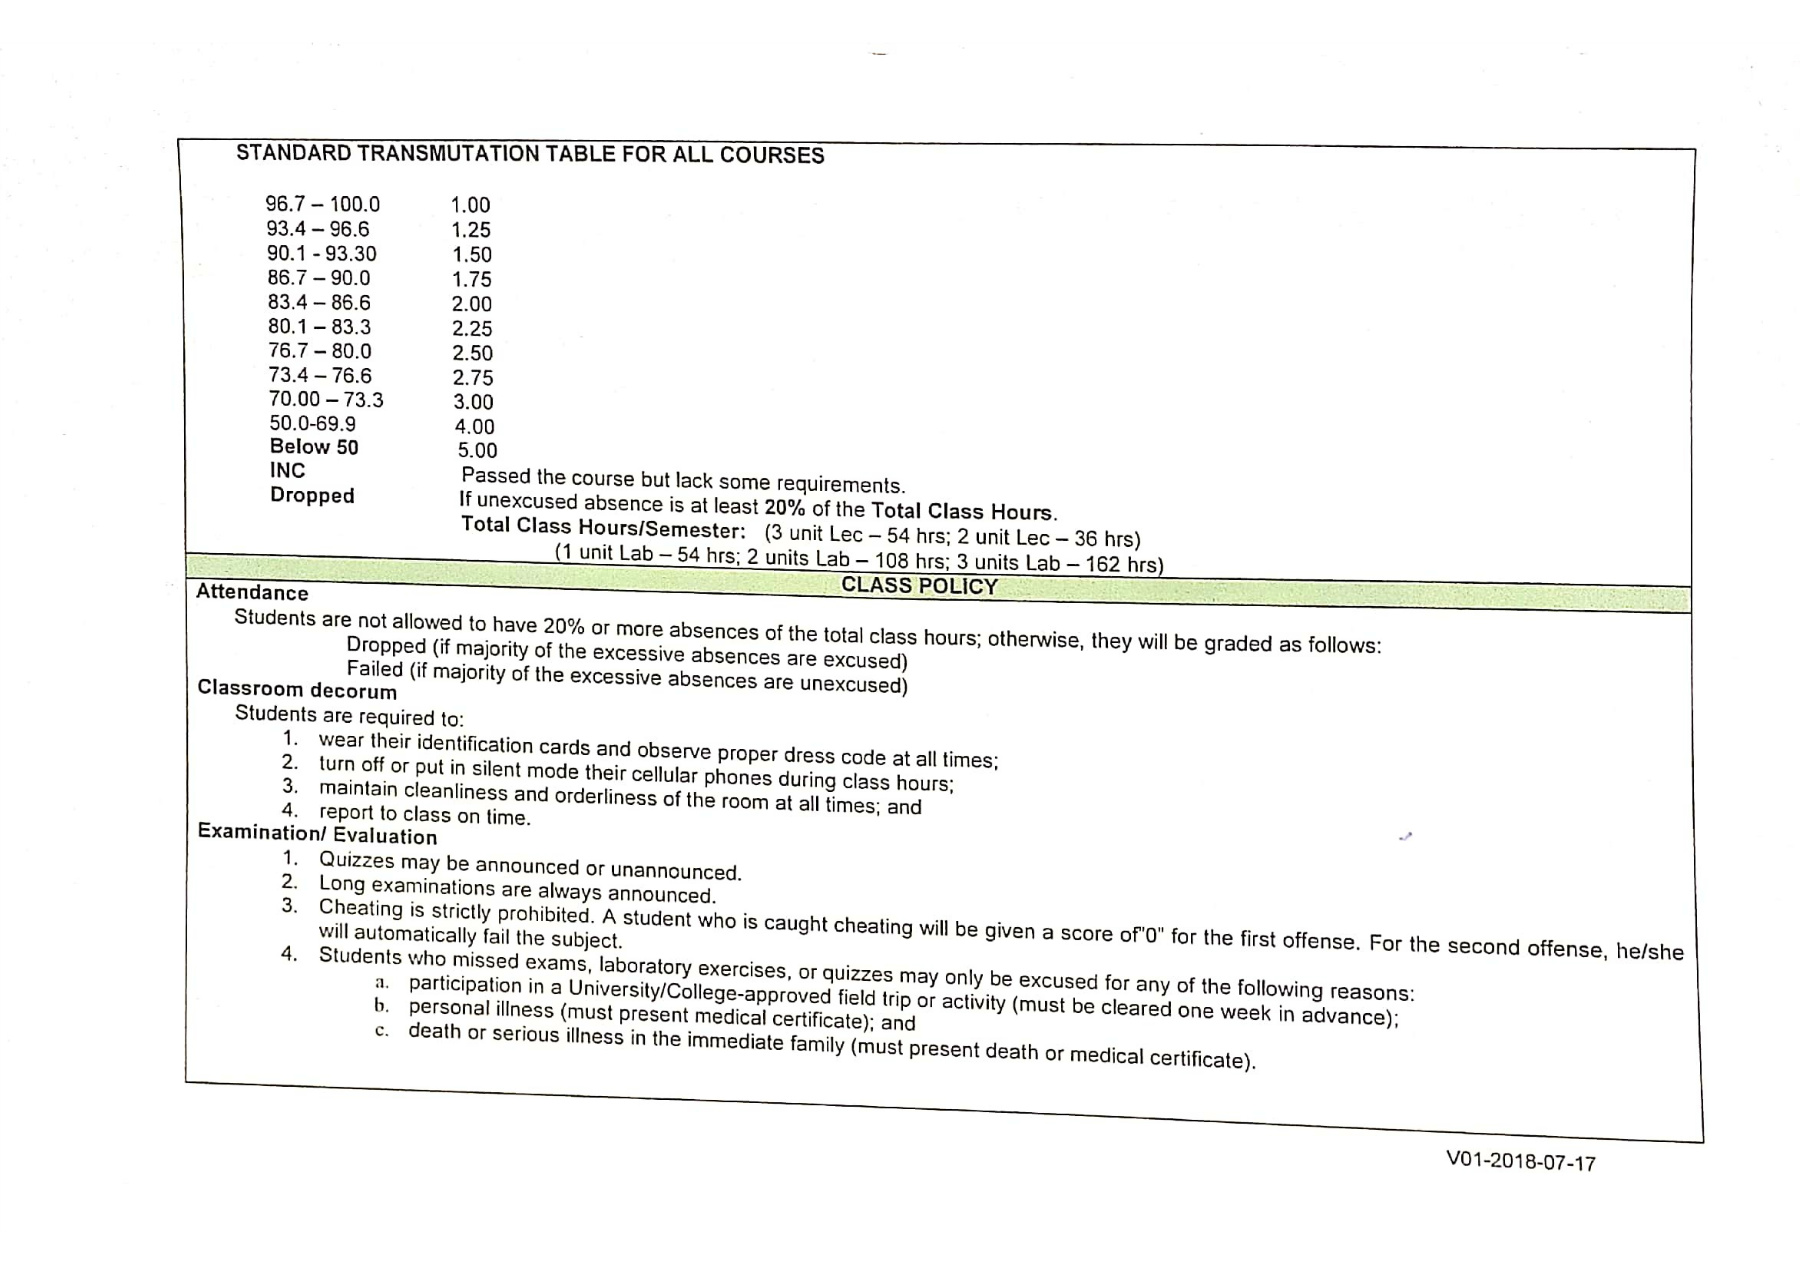 STANDARD TRANSMUTATION TABLE FOR ALL COURSES
96.7 – 100.0 1.00
93.4 – 96.6 1.25
90.1 - 93.30 1.50
86.7 – 90.0 1.75
83.4 – 86.6 2.00
80.1 – 83.3 2.25
76.7 – 80.0 2.50
73.4 – 76.6 2.75
70.00 – 73.3 3.00
50.0-69.9 4.00
Below 50 5.00
INC Passed the course but lack some requirements.
Dropped If unexcused absence is at least 20% of the Total Class Hours.
Total Class Hours/Semester: (3 unit Lec – 54 hrs; 2 unit Lec – 36 hrs)
(1 unit Lab – 54 hrs; 2 units Lab – 108 hrs; 3 units Lab – 162 hrs)
CLASS POLICY
Attendance
Students are not allowed to have 20% or more absences of the total class hours; otherwise, they will be graded as follows:
Dropped (if majority of the excessive absences are excused)
Failed (if majority of the excessive absences are unexcused)
Classroom decorum
Students are required to:
1. wear their identification cards and observe proper dress code at all times;
2. turn off or put in silent mode their cellular phones during class hours;
3. maintain cleanliness and orderliness of the room at all times; and
4. report to class on time.
Examination/ Evaluation
1. Quizzes may be announced or unannounced.
2. Long examinations are always announced.
3. Cheating is strictly prohibited. A student who is caught cheating will be given a score of"0" for the first offense. For the second offense, he/she
will automatically fail the subject.
4. Students who missed exams, laboratory exercises, or quizzes may only be excused for any of the following reasons:
a. participation in a University/College-approved field trip or activity (must be cleared one week in advance);
b. personal illness (must present medical certificate); and
c. death or serious illness in the immediate family (must present death or medical certificate).
V01-2018-07-17